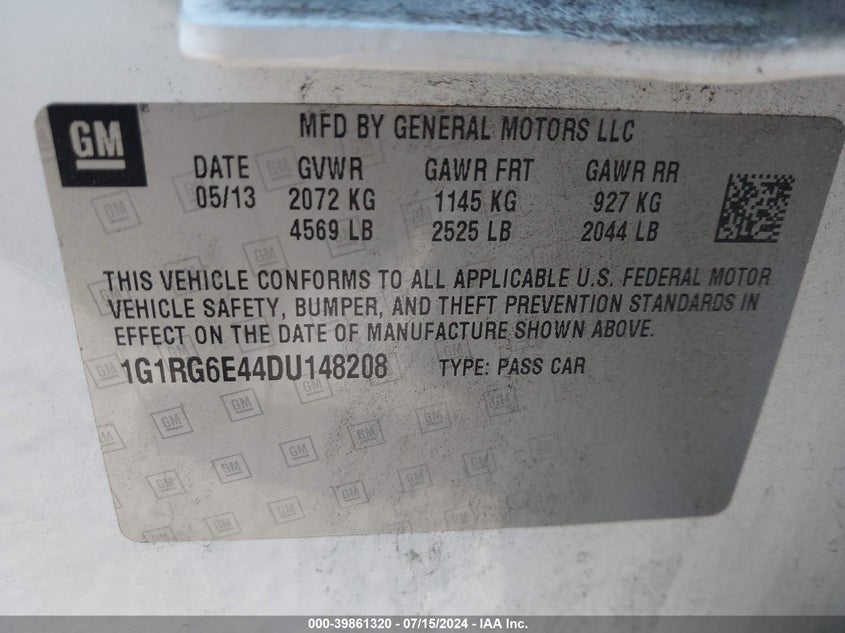 GM ®
MFD BY GENERAL MOTORS LLC
DATE GVWR GAWR FRT GAWR RR
05/13 2072 KG 1145 KG 927 KG
4569 LB 2525 LB 2044 LB
THIS VEHICLE CONFORMS TO ALL APPLICABLE U.S. FEDERAL MOTOR
VEHICLE SAFETY, BUMPER, AND THEFT PREVENTION STANDARDS IN
EFFECT ON THE DATE OF MANUFACTURE SHOWN ABOVE.
1G1RG6E44DU148208 TYPE: PASS CAR
000-39861320 - 07/15/2024 - IAA Inc.